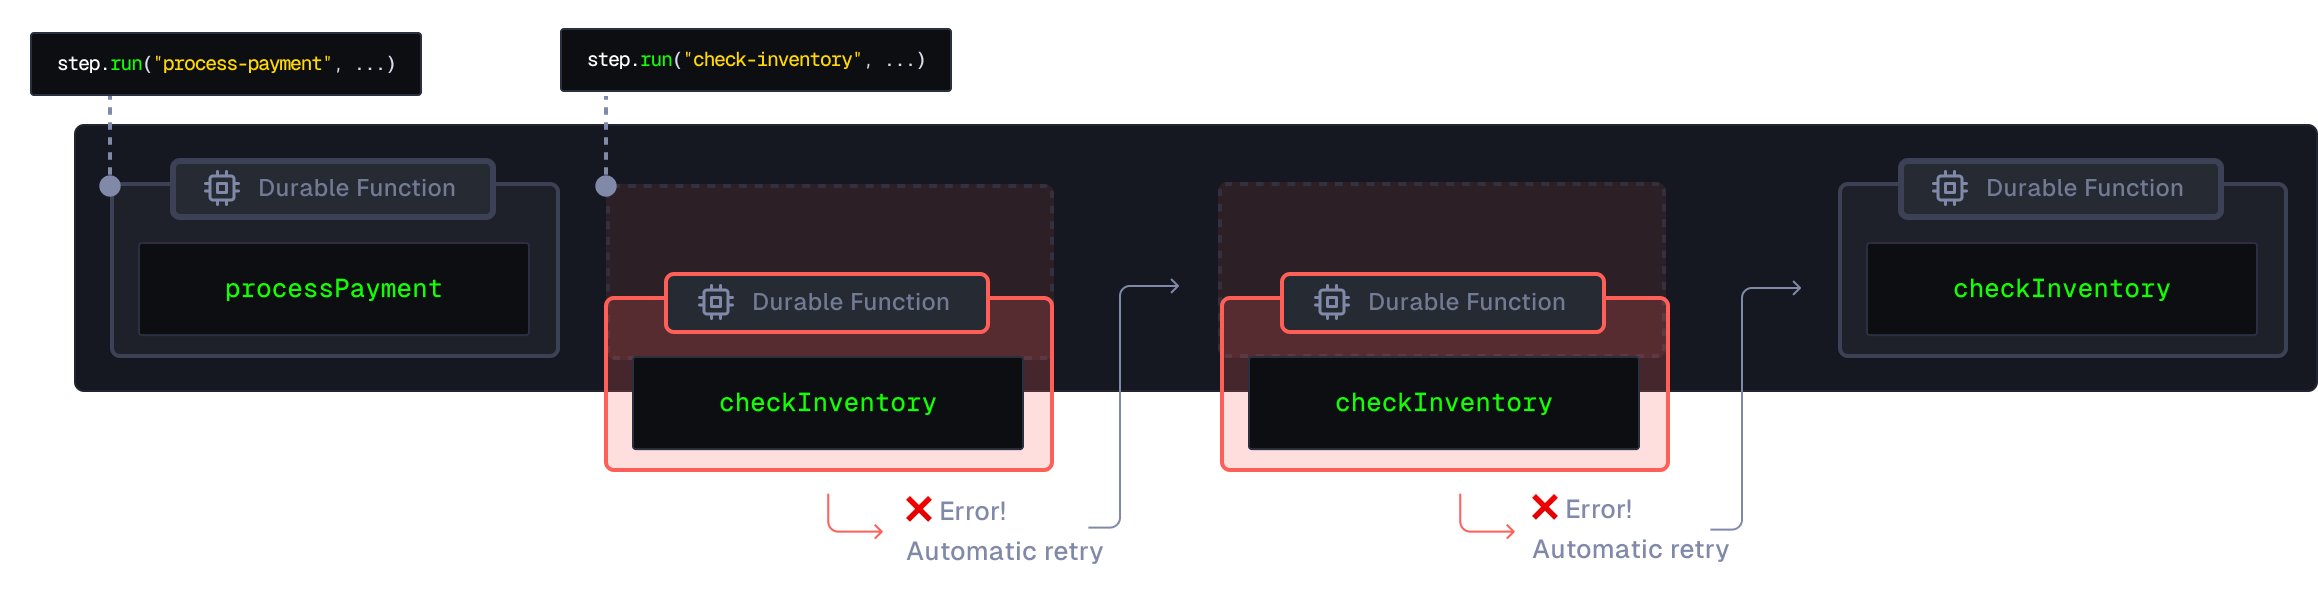 step.run("process-payment", ...)
step.run("check-inventory", ...)
Durable Function
processPayment
Durable Function
checkInventory
❌ Error!
Automatic retry
Durable Function
checkInventory
❌ Error!
Automatic retry
Durable Function
checkInventory